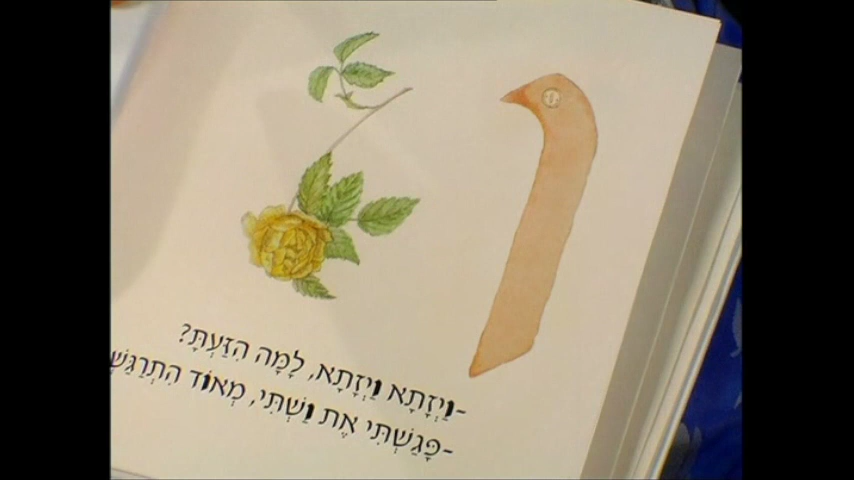 -וַיְזָתָא וַיְזָתָא, לָמָּה הִזַּעְתָּ?
-פָּגַשְׁתִּי אֶת וַשְׁתִּי, מְאוֹד הִתְרַגַּשְׁ